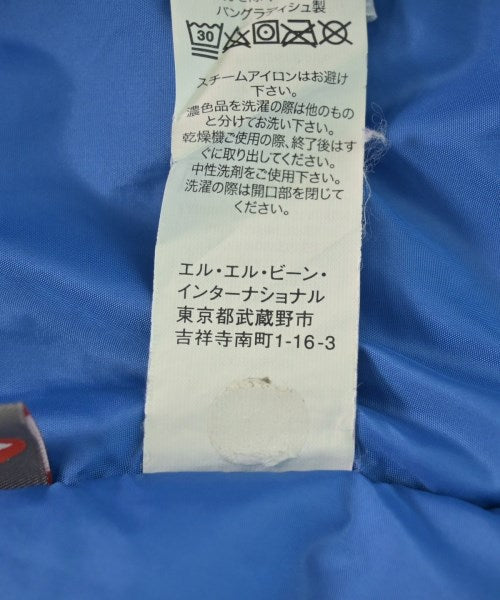 バングラディシュ製
30
スチームアイロンはお避け
下さい。
濃色品を洗濯の際は他のもの
と分けてお洗い下さい。
乾燥機ご使用の際、終了後はす
ぐに取り出してください。
中性洗剤をご使用下さい。
洗濯の際は開口部を閉じて
ください。
エル・エル・ビーン・
インターナショナル
東京都武蔵野市
吉祥寺南町1-16-3